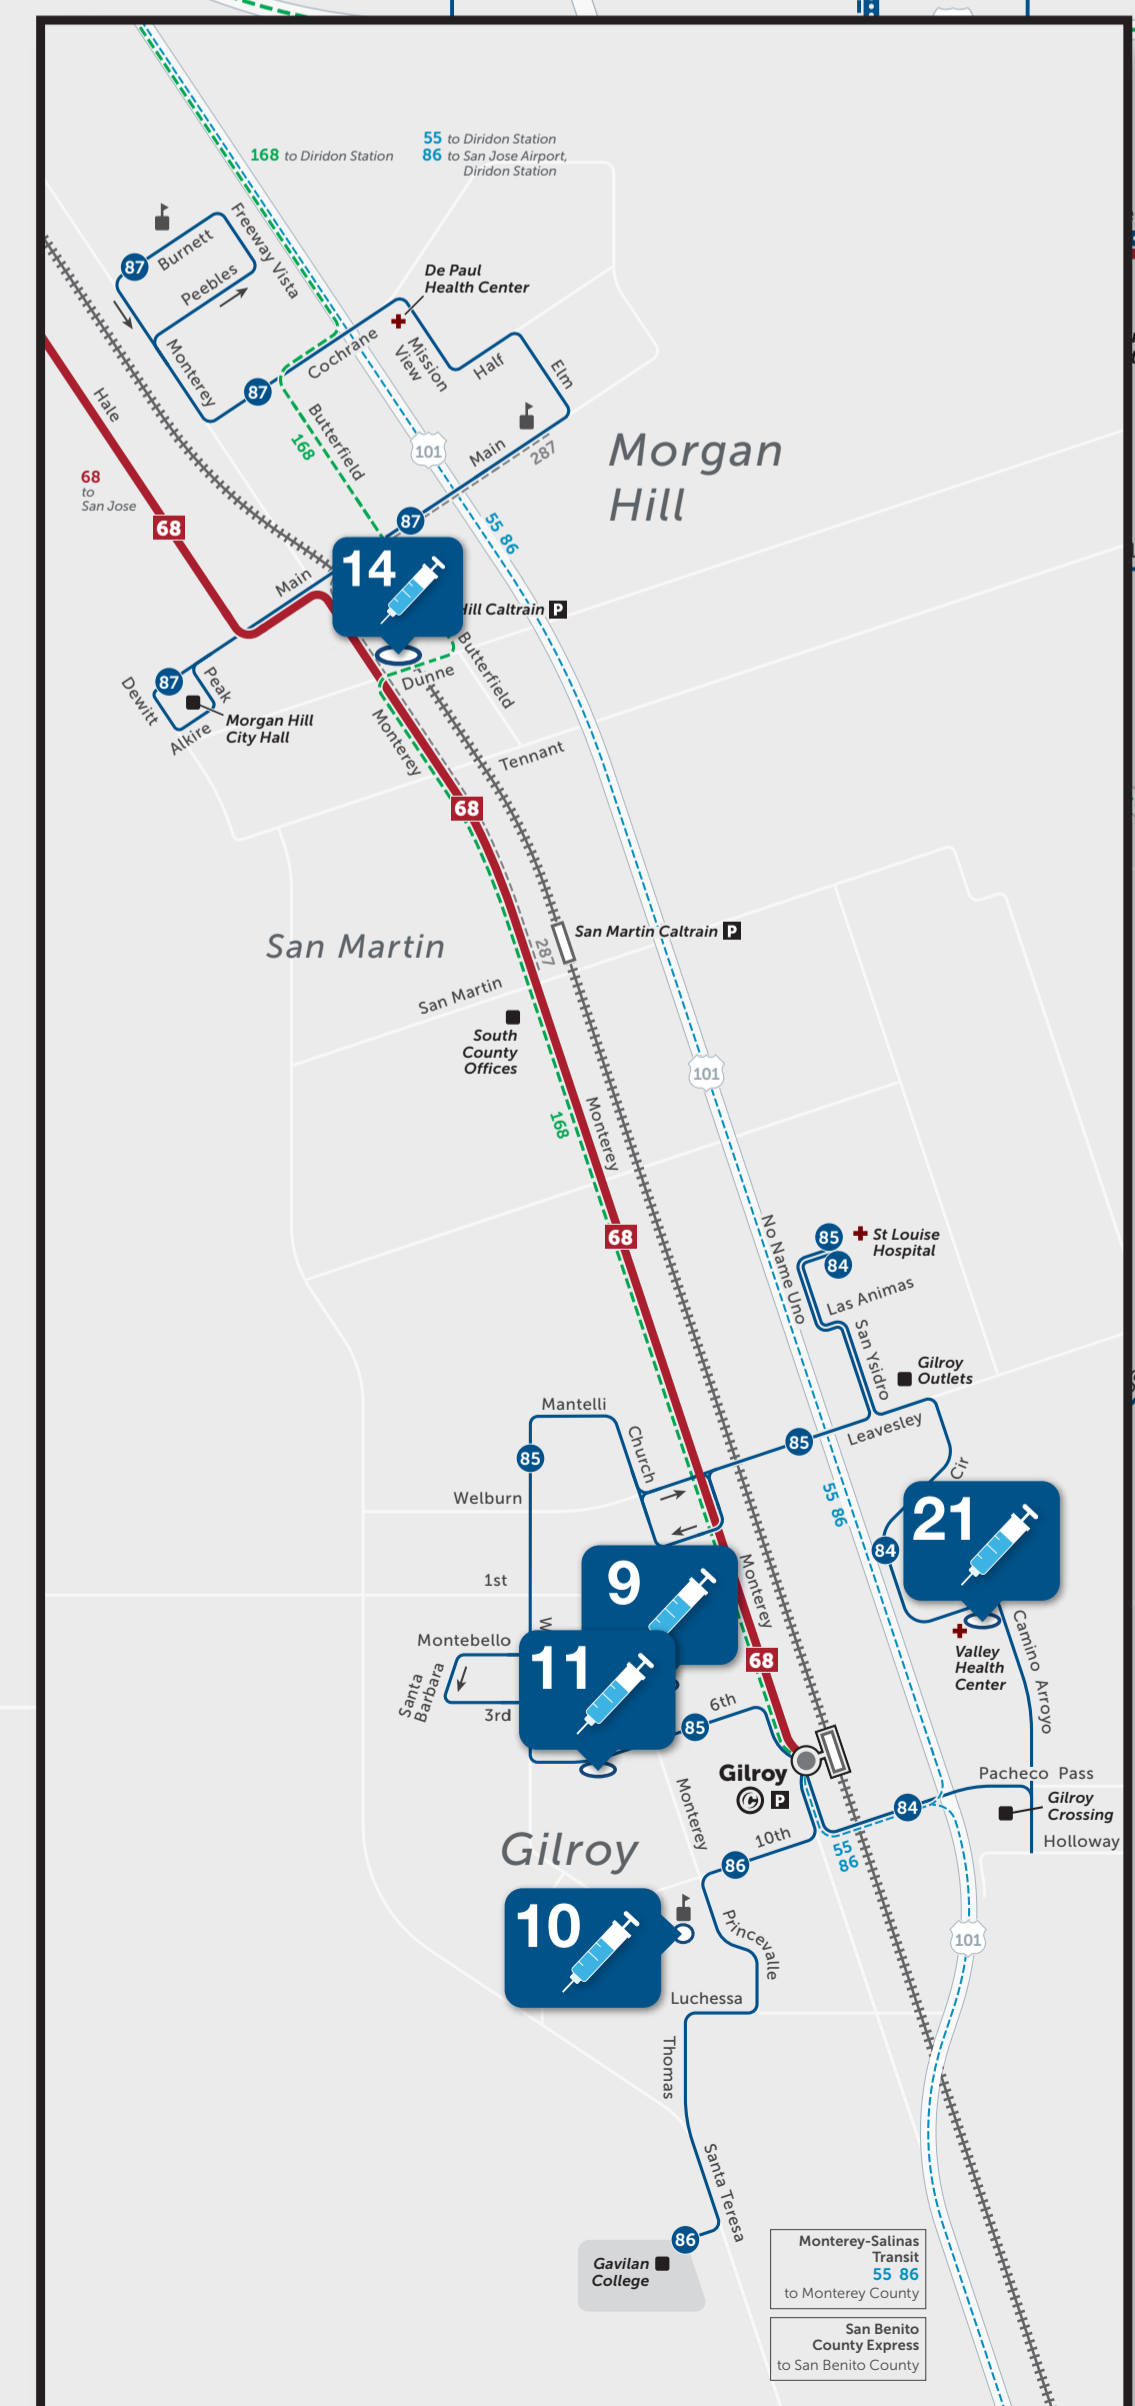 168 to Diridon Station
55 to Diridon Station
86 to San Jose Airport,
Diridon Station
Freeway Vista
Burnett
87
Peebles
De Paul
Health Center
Monterey
Cochrane
Mission
View
Half
Elm
87
Hale
Butterfield
168
101
Main
287
Morgan
Hill
68
to
San Jose
68
87
55 86
14
Main
Hill Caltrain P
Butterfield
Dunne
87
Peak
Dewitt
Alkire
Morgan Hill
City Hall
Monterey
Tennant
68
San Martin
287
San Martin Caltrain P
San Martin
South
County
Offices
101
168
Monterey
68
No Name Uno
85
84
St Louise
Hospital
Las Animas
San Ysidro
Gilroy
Outlets
Mantelli
Church
85
85
Leavesley
Cir
Welburn
55 86
21
84
1st
9
Monterey
W
Montebello
Santa
Barbara
11
3rd
68
Valley
Health
Center
Camino Arroyo
6th
85
Gilroy
C P
Pacheco Pass
84
Gilroy
Crossing
Holloway
Monterey
10th
55
86
Gilroy
86
10
Princevalle
101
Luchessa
Thomas
Santa Teresa
86
Gavilan
College
Monterey-Salinas
Transit
55 86
to Monterey County
San Benito
County Express
to San Benito County